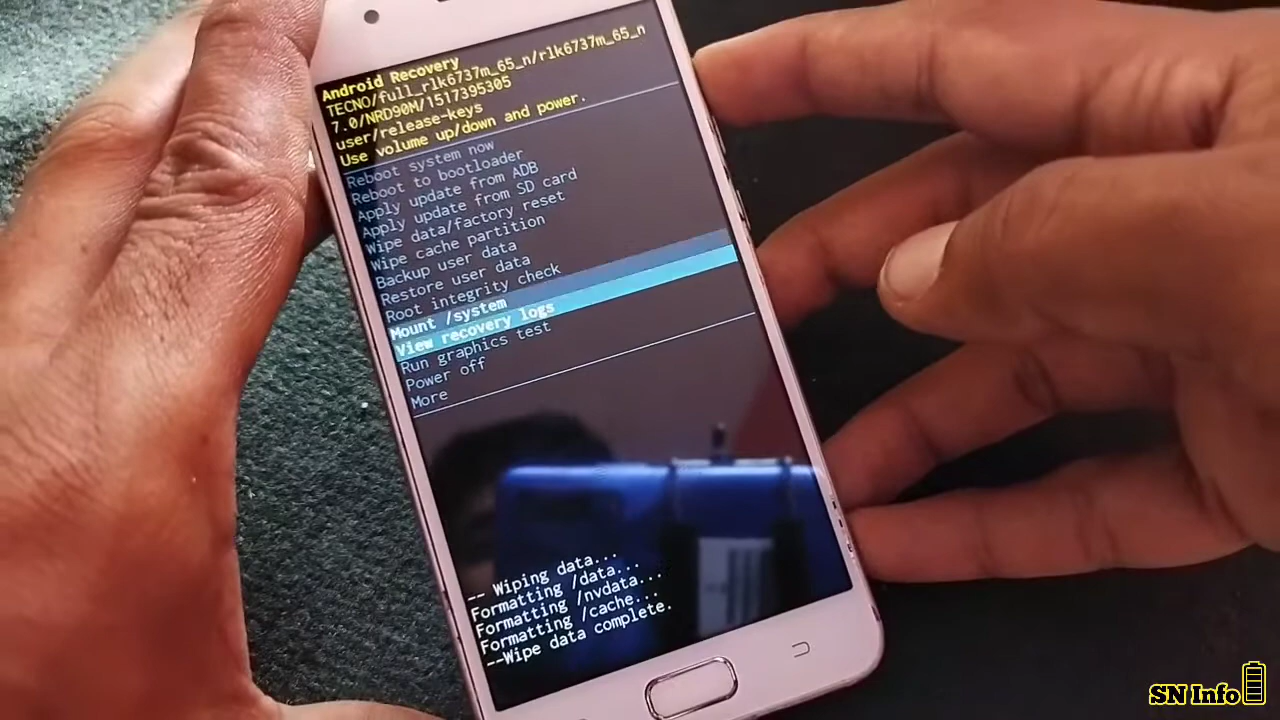 Android Recovery
TECNO/full_rlk6737m_65_n/rlk6737m_65_n
7.0/NRD90M/1517395305
user/release-keys
Use volume up/down and power.
Reboot system now
Reboot to bootloader
Apply update from ADB
Apply update from SD card
Wipe data/factory reset
Wipe cache partition
Backup user data
Restore user data
Root integrity check
Mount /system
View recovery logs
Run graphics test
Power off
More
-- Wiping data...
Formatting /data...
Formatting /nvdata...
Formatting /cache...
--Wipe data complete.
SN Info